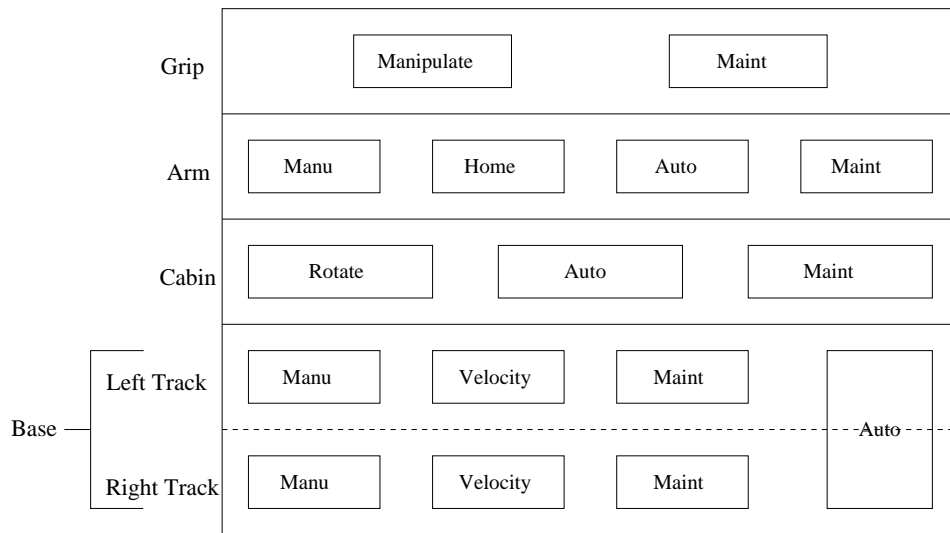 Grip
Manipulate
Maint
Arm
Manu
Home
Auto
Maint
Cabin
Rotate
Auto
Maint
Base
Left Track
Manu
Velocity
Maint
Auto
Right Track
Manu
Velocity
Maint